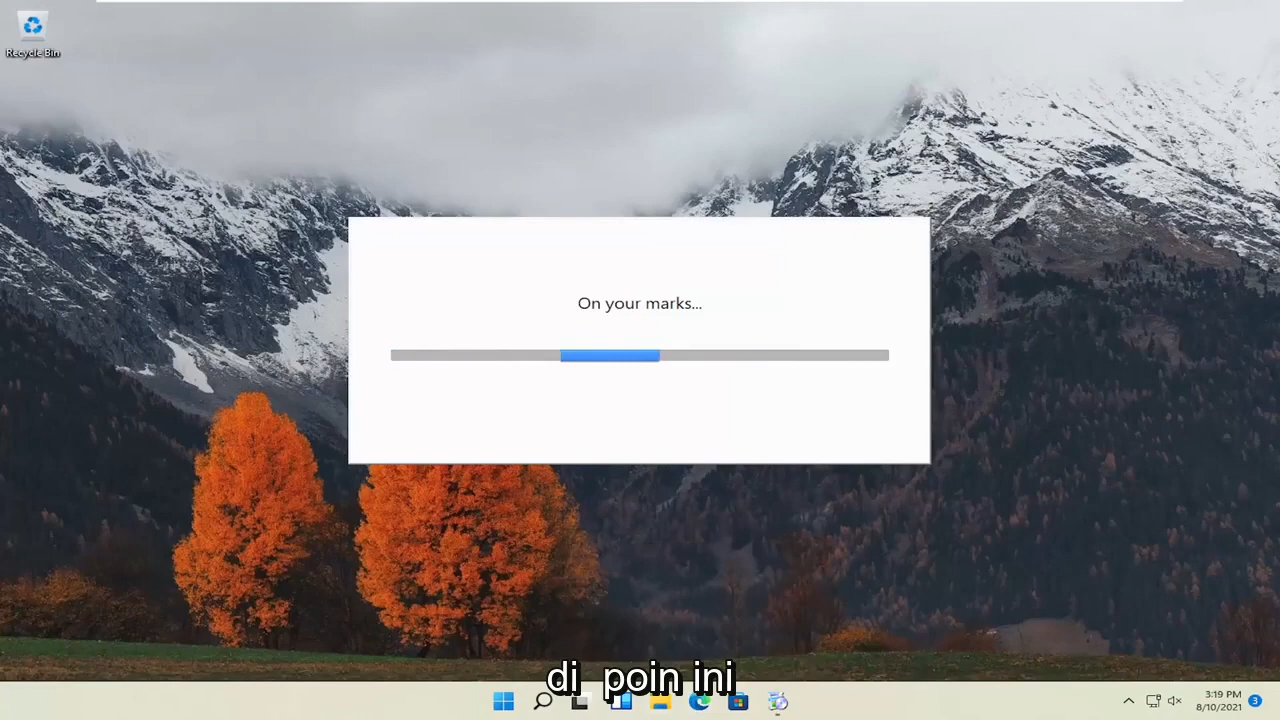 Recycle Bin
On your marks...
di poin ini
3:19 PM
8/10/2021
3